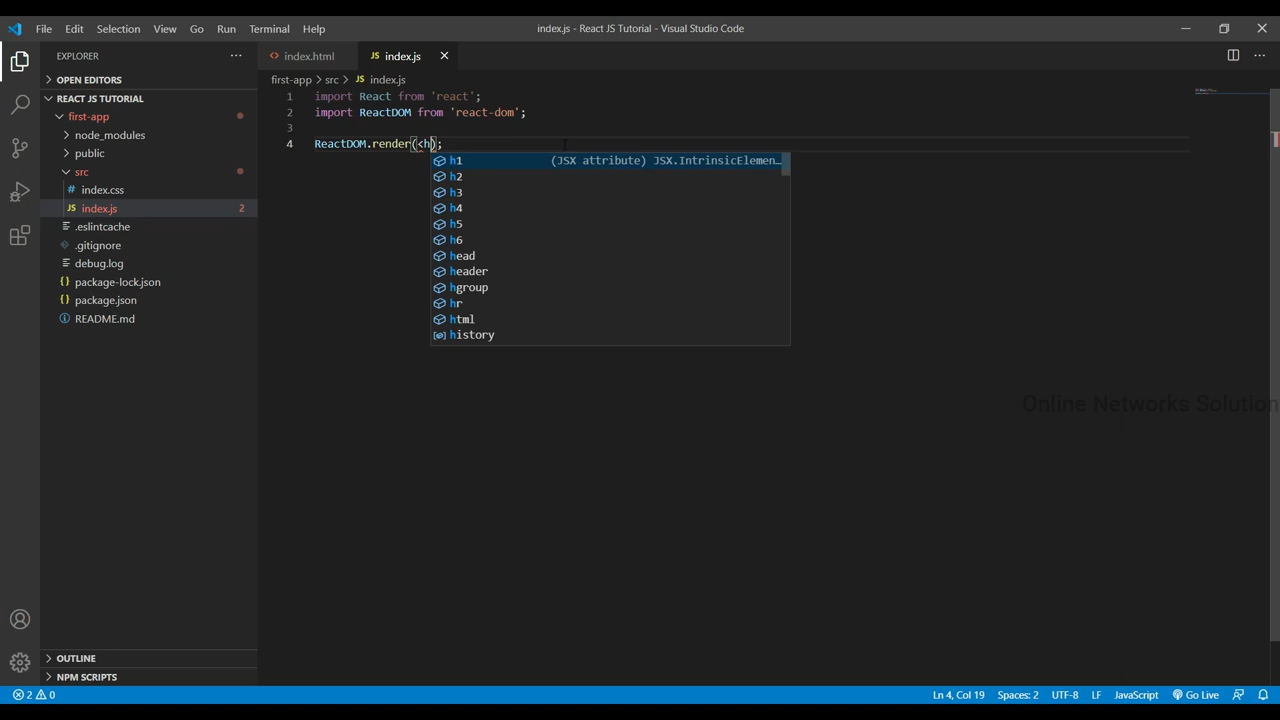 File Edit Selection View Go Run Terminal Help
index.js - React JS Tutorial - Visual Studio Code
EXPLORER
OPEN EDITORS
REACT JS TUTORIAL
first-app
node_modules
public
src
index.css
JS index.js 2
.eslintcache
.gitignore
debug.log
{} package-lock.json
{} package.json
README.md
OUTLINE
NPM SCRIPTS
index.html
JS index.js
first-app > src > JS index.js
1 import React from 'react';
2 import ReactDOM from 'react-dom';
3
4 ReactDOM.render(<h);
h1 (JSX attribute) JSX.IntrinsicElemen…
h2
h3
h4
h5
h6
head
header
hgroup
hr
html
history
Online Networks Solution
2 0
Ln 4, Col 19 Spaces: 2 UTF-8 LF JavaScript Go Live